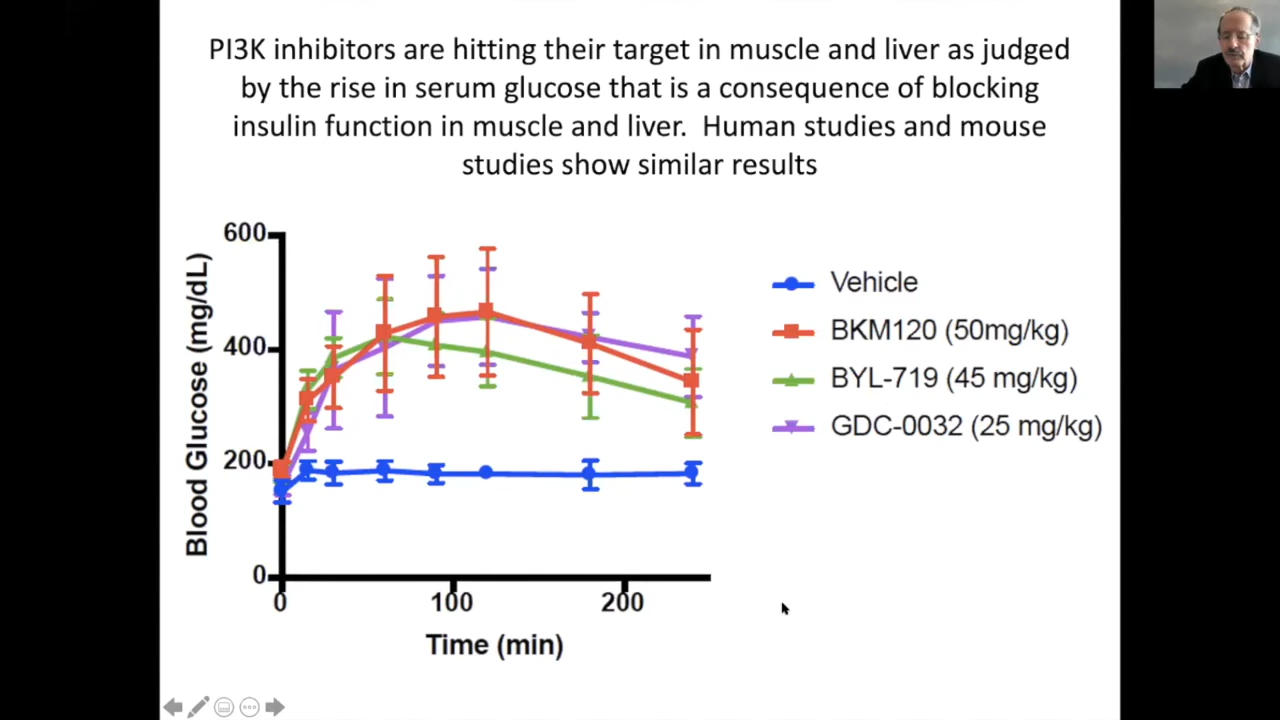 PI3K inhibitors are hitting their target in muscle and liver as judged
by the rise in serum glucose that is a consequence of blocking
insulin function in muscle and liver.  Human studies and mouse
studies show similar results
600
400
200
0
Blood Glucose (mg/dL)
0
100
200
Time (min)
Vehicle
BKM120 (50mg/kg)
BYL-719 (45 mg/kg)
GDC-0032 (25 mg/kg)